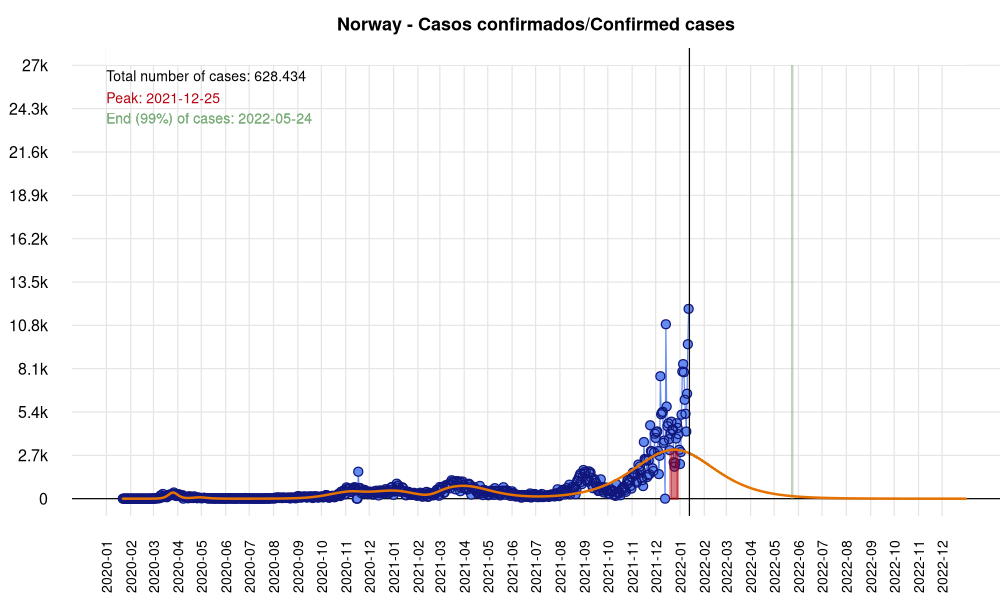 Norway - Casos confirmados/Confirmed cases
Total number of cases: 628.434
Peak: 2021-12-25
End (99%) of cases: 2022-05-24
27k
24.3k
21.6k
18.9k
16.2k
13.5k
10.8k
8.1k
5.4k
2.7k
0
2020-01
2020-02
2020-03
2020-04
2020-05
2020-06
2020-07
2020-08
2020-09
2020-10
2020-11
2020-12
2021-01
2021-02
2021-03
2021-04
2021-05
2021-06
2021-07
2021-08
2021-09
2021-10
2021-11
2021-12
2022-01
2022-02
2022-03
2022-04
2022-05
2022-06
2022-07
2022-08
2022-09
2022-10
2022-11
2022-12